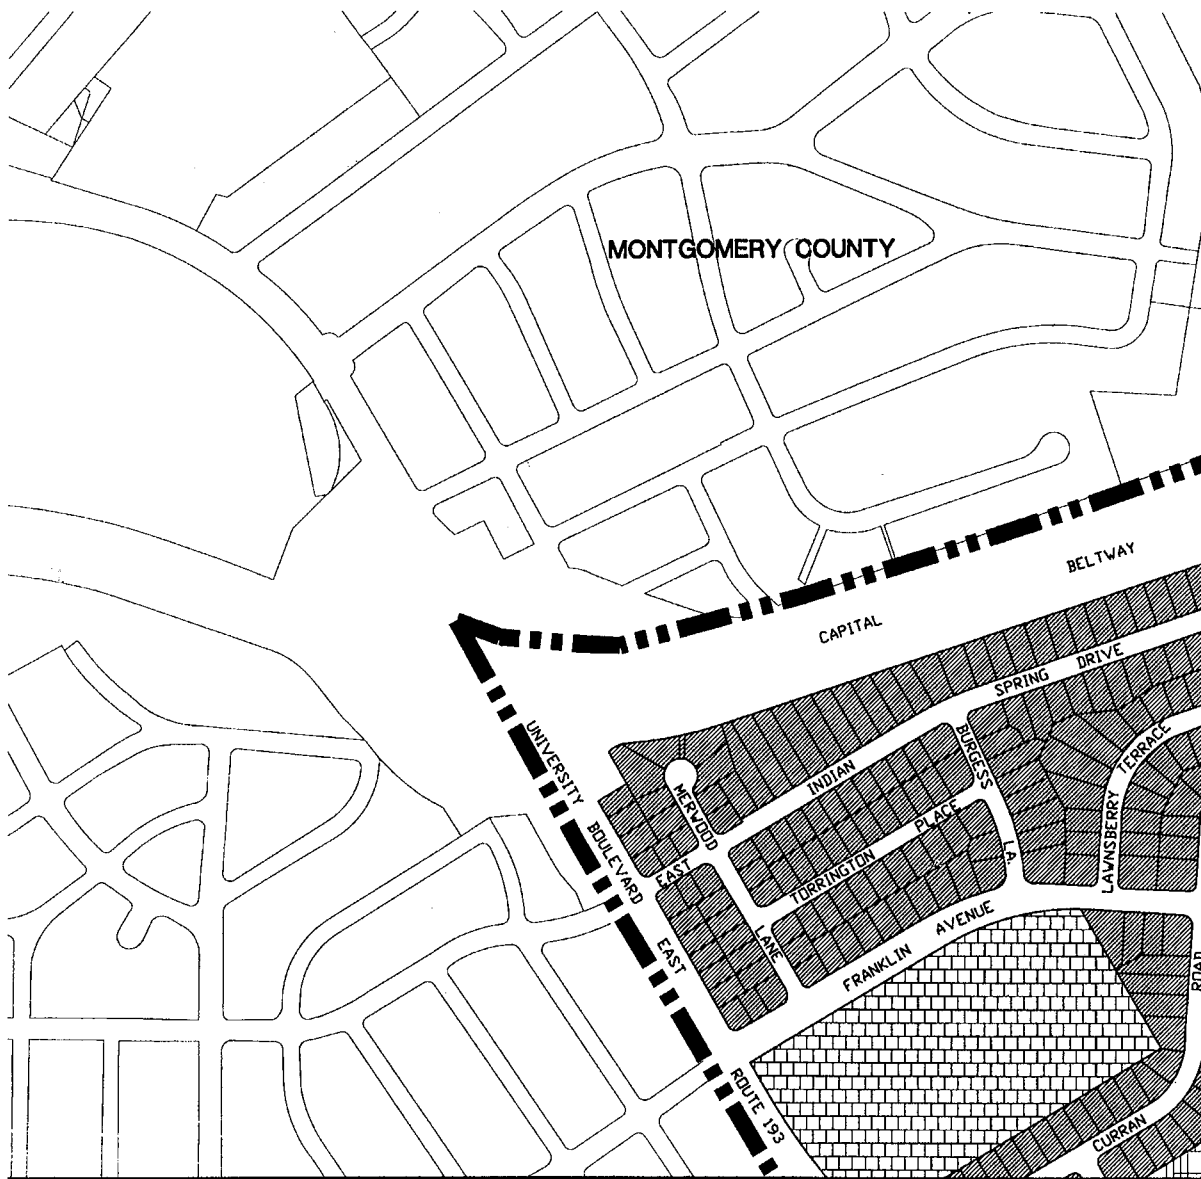 MONTGOMERY COUNTY
BELTWAY
CAPITAL
SPRING DRIVE
INDIAN
EAST
UNIVERSITY BOULEVARD
EAST
ROUTE 193
MERWOOD
LANE
BURGESS
LA.
TERRACE
LAWNSBERRY
TORRINGTON PLACE
FRANKLIN AVENUE
ROAD
CURRAN